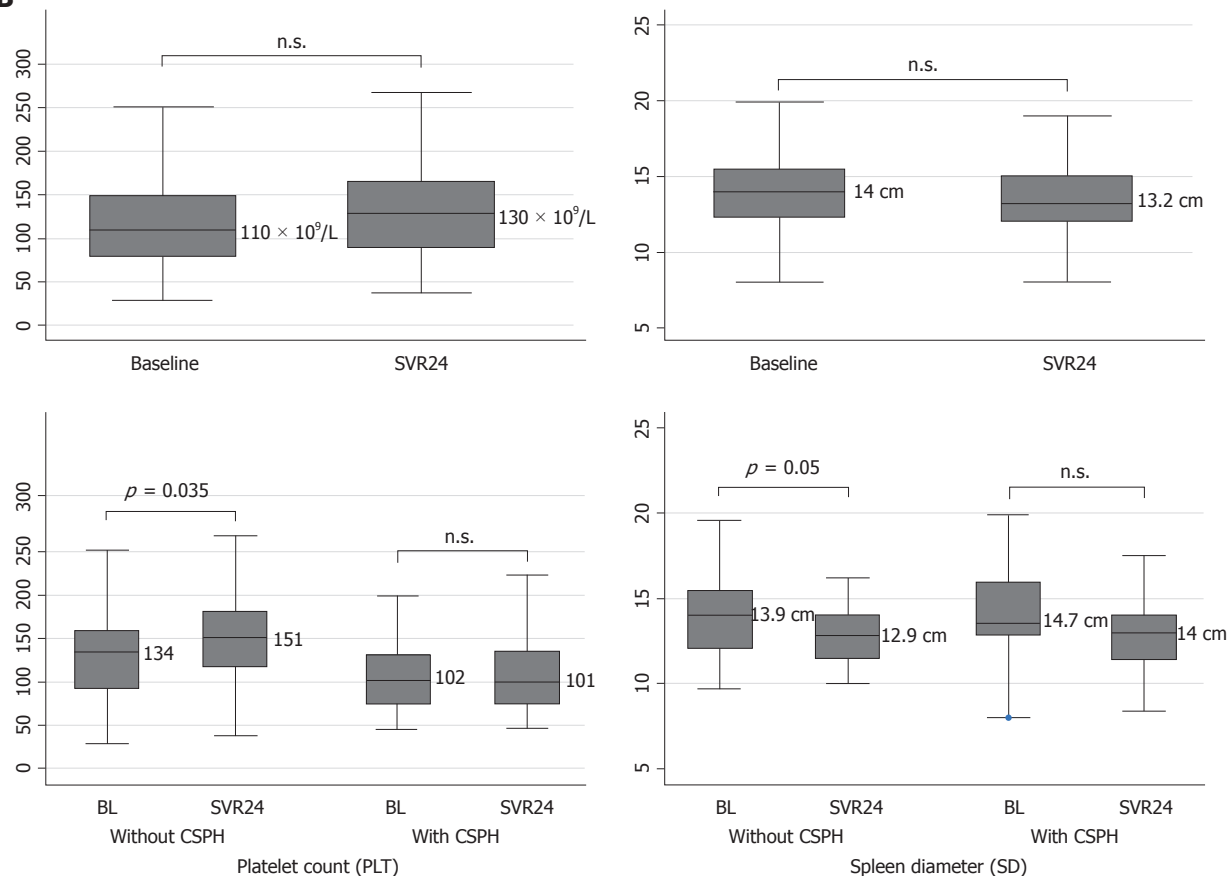 B
n.s.
300
250
200
150
100
50
0
110 × 10⁹/L
130 × 10⁹/L
Baseline SVR24
n.s.
25
20
15
10
5
14 cm
13.2 cm
Baseline SVR24
p = 0.035
n.s.
300
250
200
150
100
50
0
134
151
102
101
BL SVR24 BL SVR24
Without CSPH With CSPH
Platelet count (PLT)
p = 0.05
n.s.
25
20
15
10
5
13.9 cm
12.9 cm
14.7 cm
14 cm
BL SVR24 BL SVR24
Without CSPH With CSPH
Spleen diameter (SD)